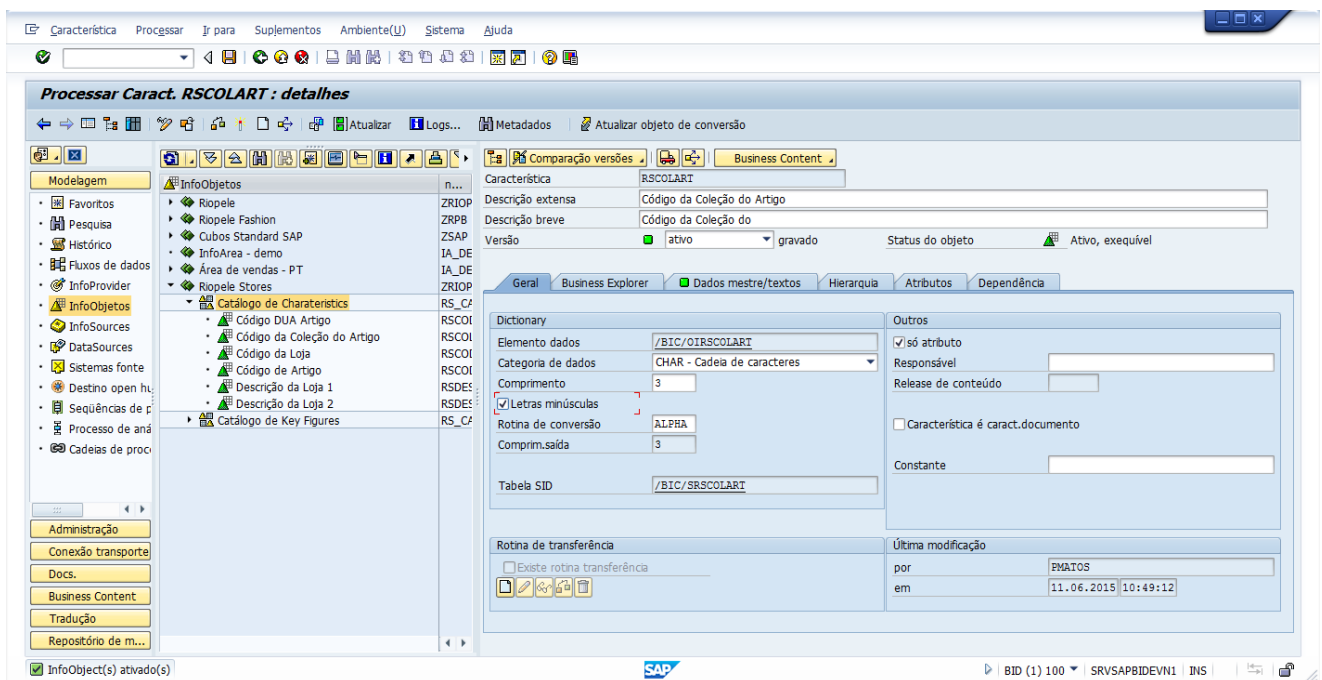 Característica Processar Ir para Suplementos Ambiente(U) Sistema Ajuda
Processar Caract. RSCOLART : detalhes
Atualizar Logs... Metadados Atualizar objeto de conversão
Modelagem
Favoritos
Pesquisa
Histórico
Fluxos de dados
InfoProvider
InfoObjetos
InfoSources
DataSources
Sistemas fonte
Destino open hu
Seqüências de p
Processo de aná
Cadeias de proc
Administração
Conexão transporte
Docs.
Business Content
Tradução
Repositório de m...
InfoObjetos n...
Riopele ZRIOP
Riopele Fashion ZRPB
Cubos Standard SAP ZSAP
InfoArea - demo IA_DE
Área de vendas - PT IA_DE
Riopele Stores ZRIOP
Catálogo de Charateristics RS_CA
Código DUA Artigo RSCOD
Código da Coleção do Artigo RSCOL
Código da Loja RSCOD
Código de Artigo RSCOD
Descrição da Loja 1 RSDES
Descrição da Loja 2 RSDES
Catálogo de Key Figures RS_CA
Comparação versões Business Content
Característica RSCOLART
Descrição extensa Código da Coleção do Artigo
Descrição breve Código da Coleção do
Versão ativo gravado Status do objeto Ativo, exequível
Geral Business Explorer Dados mestre/textos Hierarquia Atributos Dependência
Dictionary
Elemento dados /BIC/OIRSCOLART
Categoria de dados CHAR - Cadeia de caracteres
Comprimento 3
Letras minúsculas
Rotina de conversão ALPHA
Comprim.saída 3
Tabela SID /BIC/SRSCOLART
Outros
só atributo
Responsável
Release de conteúdo
Característica é caract.documento
Constante
Rotina de transferência
Existe rotina transferência
Última modificação
por PMATOS
em 11.06.2015 10:49:12
InfoObject(s) ativado(s) SAP BID (1) 100 SRVSAPBIDEVN1 INS